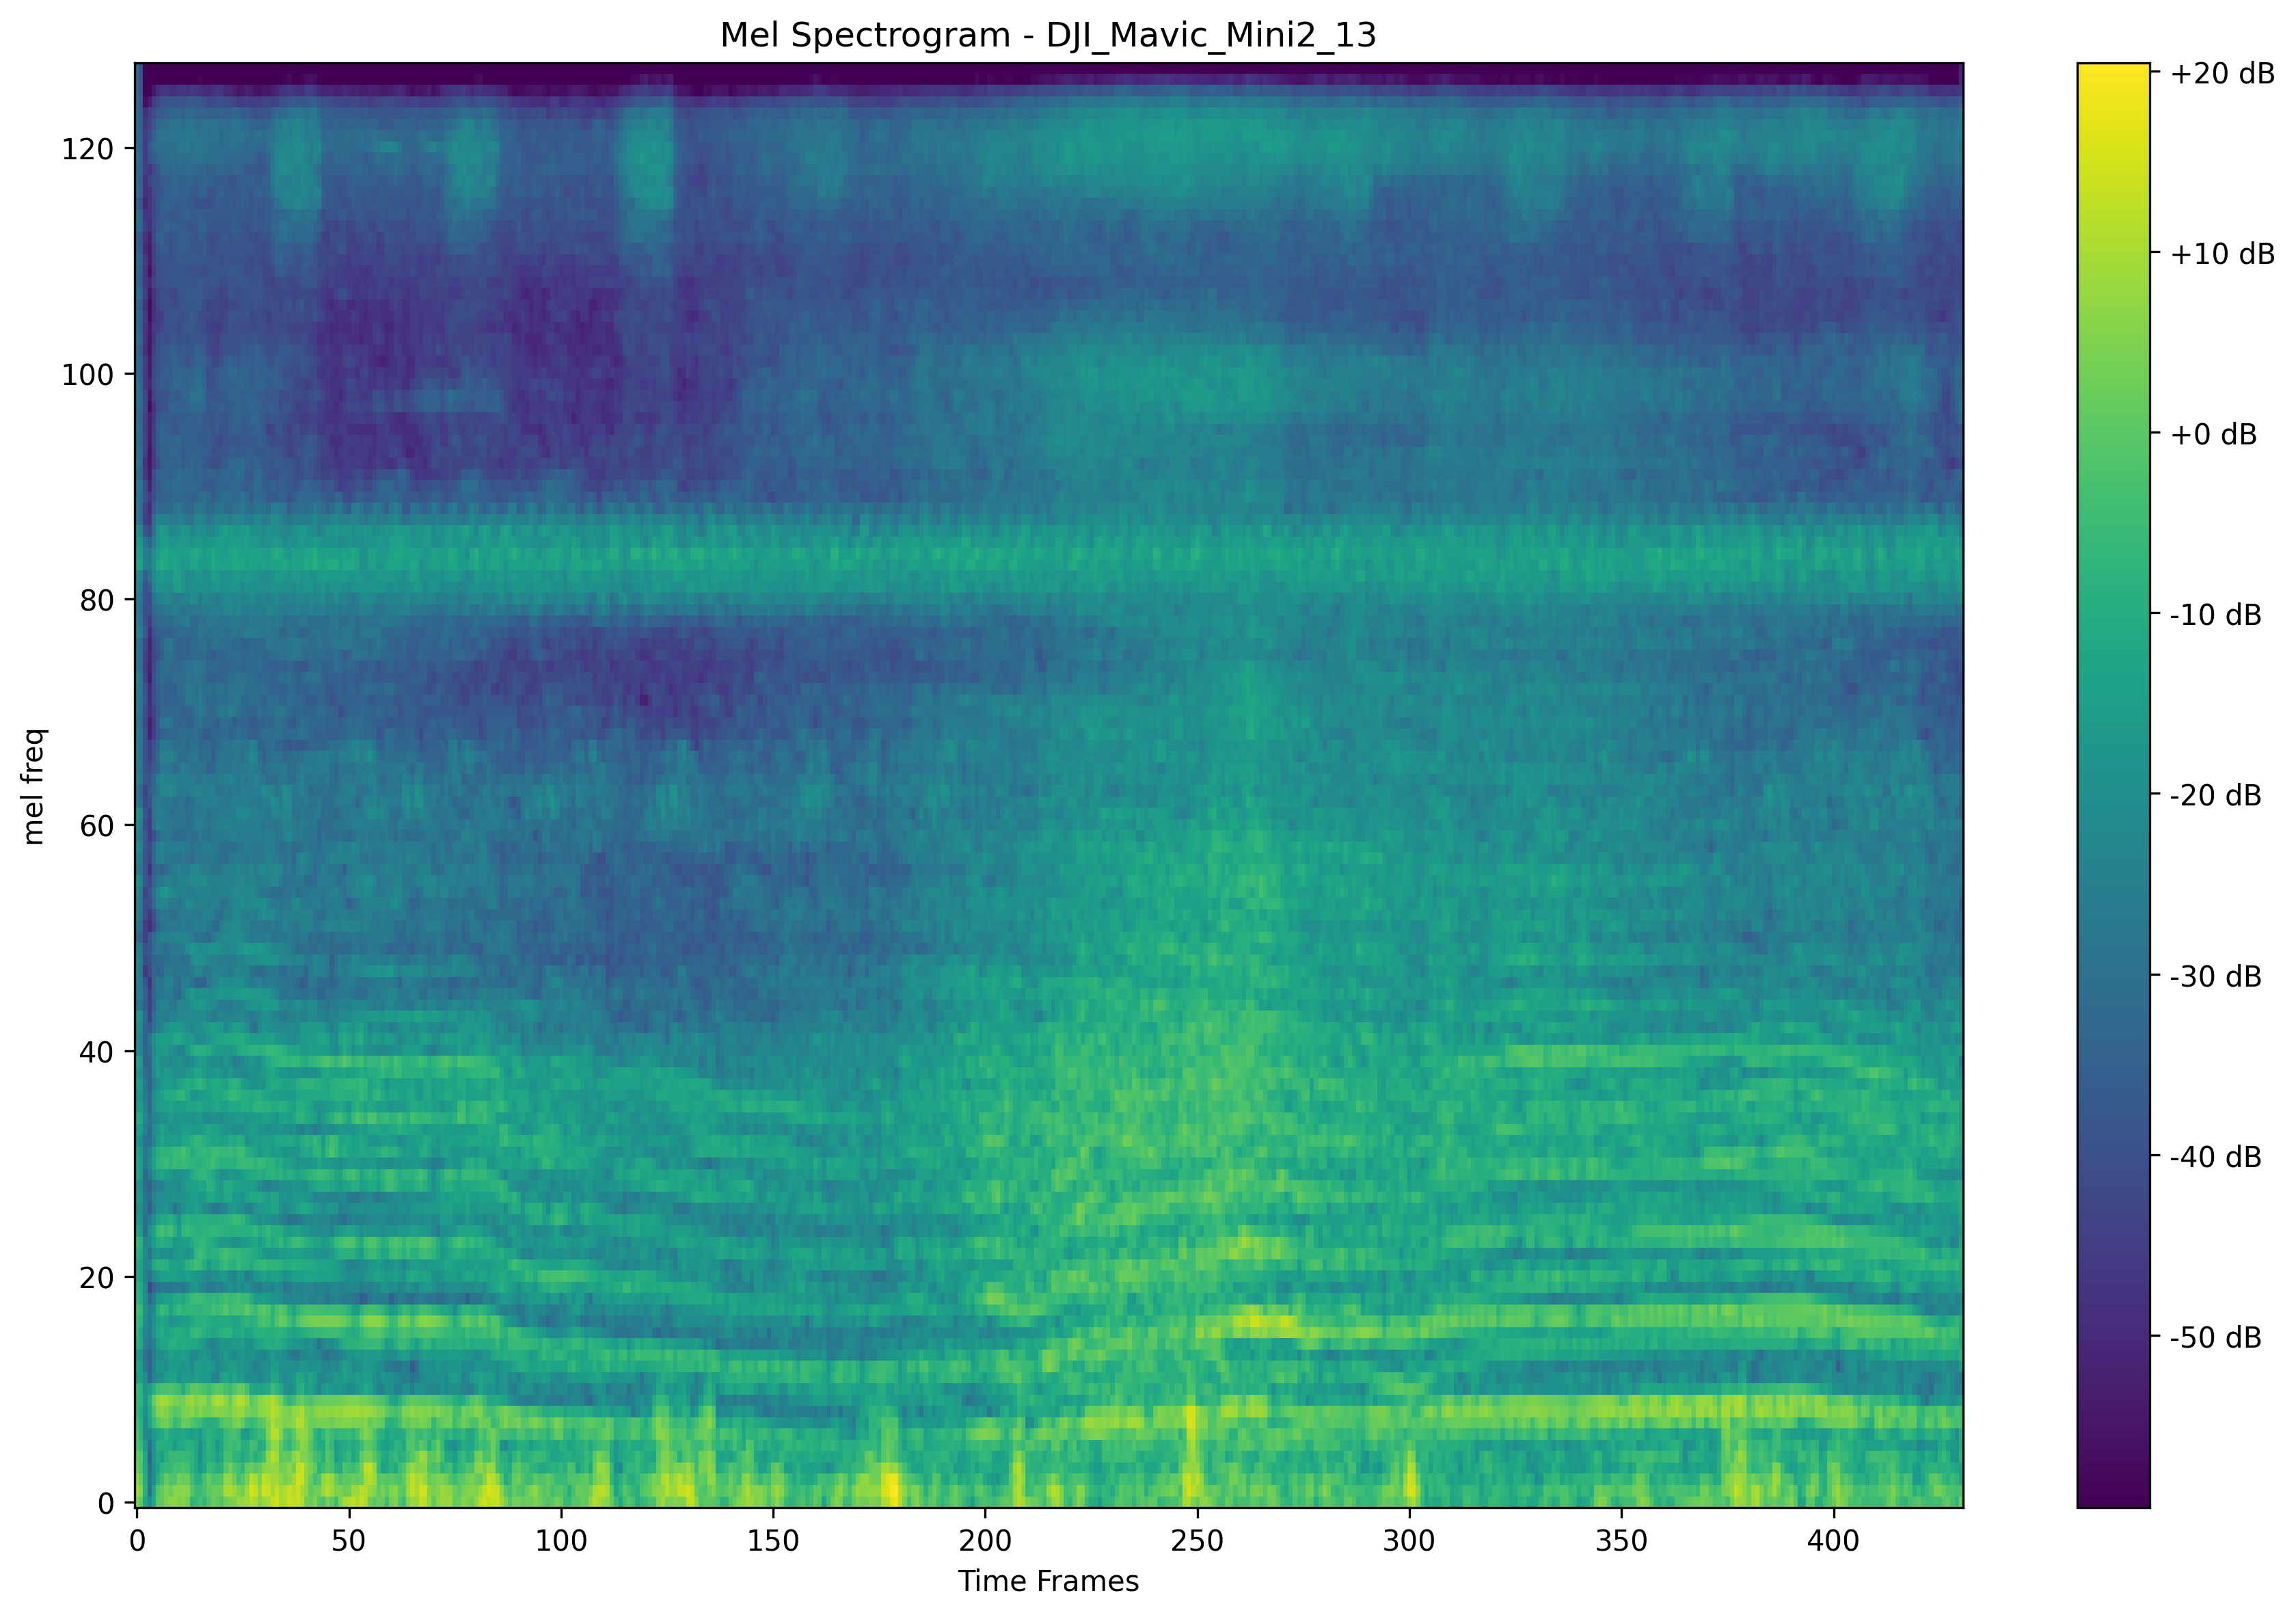 Mel Spectrogram - DJI_Mavic_Mini2_13
mel freq
120
100
80
60
40
20
0
0 50 100 150 200 250 300 350 400
Time Frames
+20 dB
+10 dB
+0 dB
-10 dB
-20 dB
-30 dB
-40 dB
-50 dB